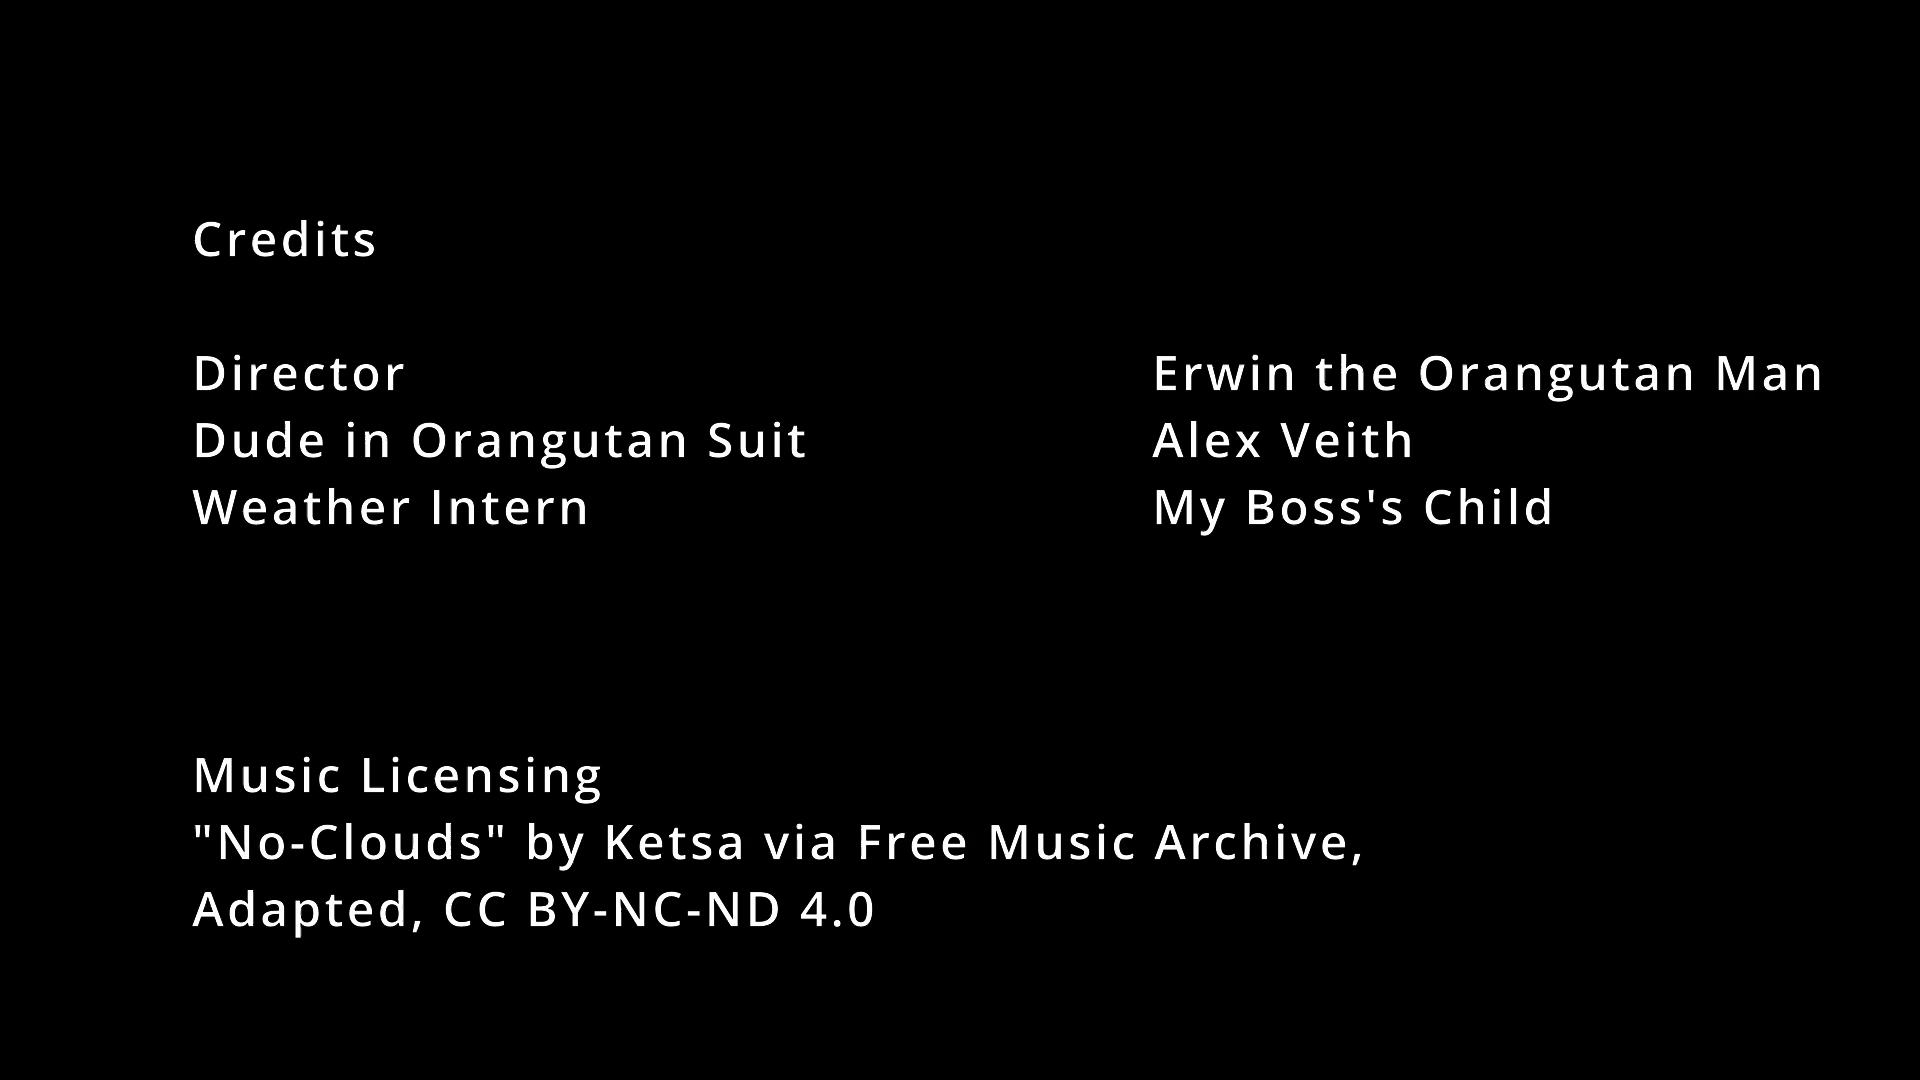 Credits
Director Erwin the Orangutan Man
Dude in Orangutan Suit Alex Veith
Weather Intern My Boss's Child
Music Licensing
"No-Clouds" by Ketsa via Free Music Archive,
Adapted, CC BY-NC-ND 4.0